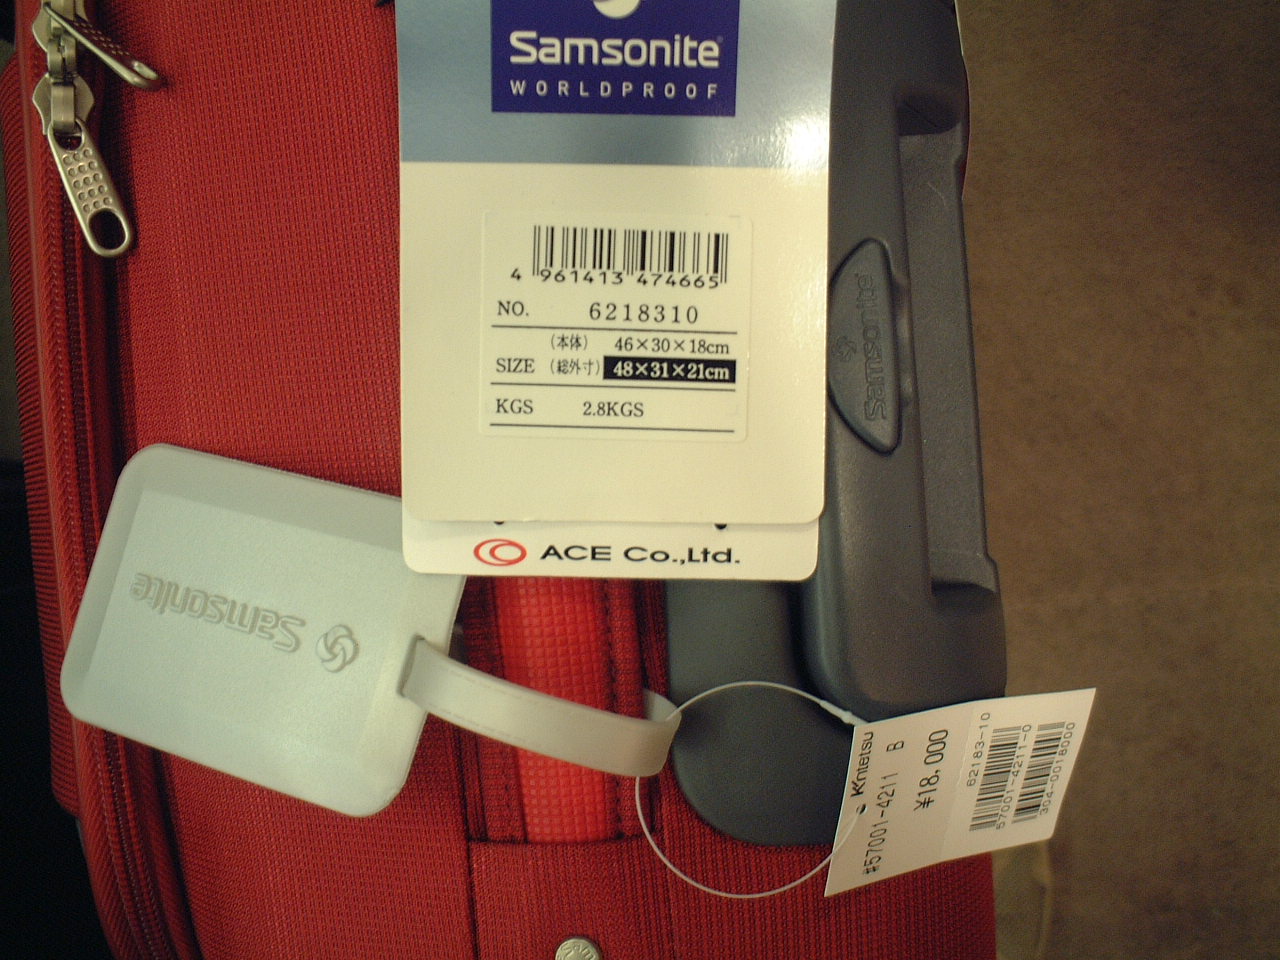 Samsonite
WORLDPROOF
4 961413 474665
NO. 6218310
(本体) 46×30×18cm
SIZE (総外寸) 48×31×21cm
KGS 2.8KGS
ACE Co.,Ltd.
Samsonite
Samsonite
Kintetsu
#57001-4211 B
¥18,000
62183-10
57001-4211-0
304-0018000